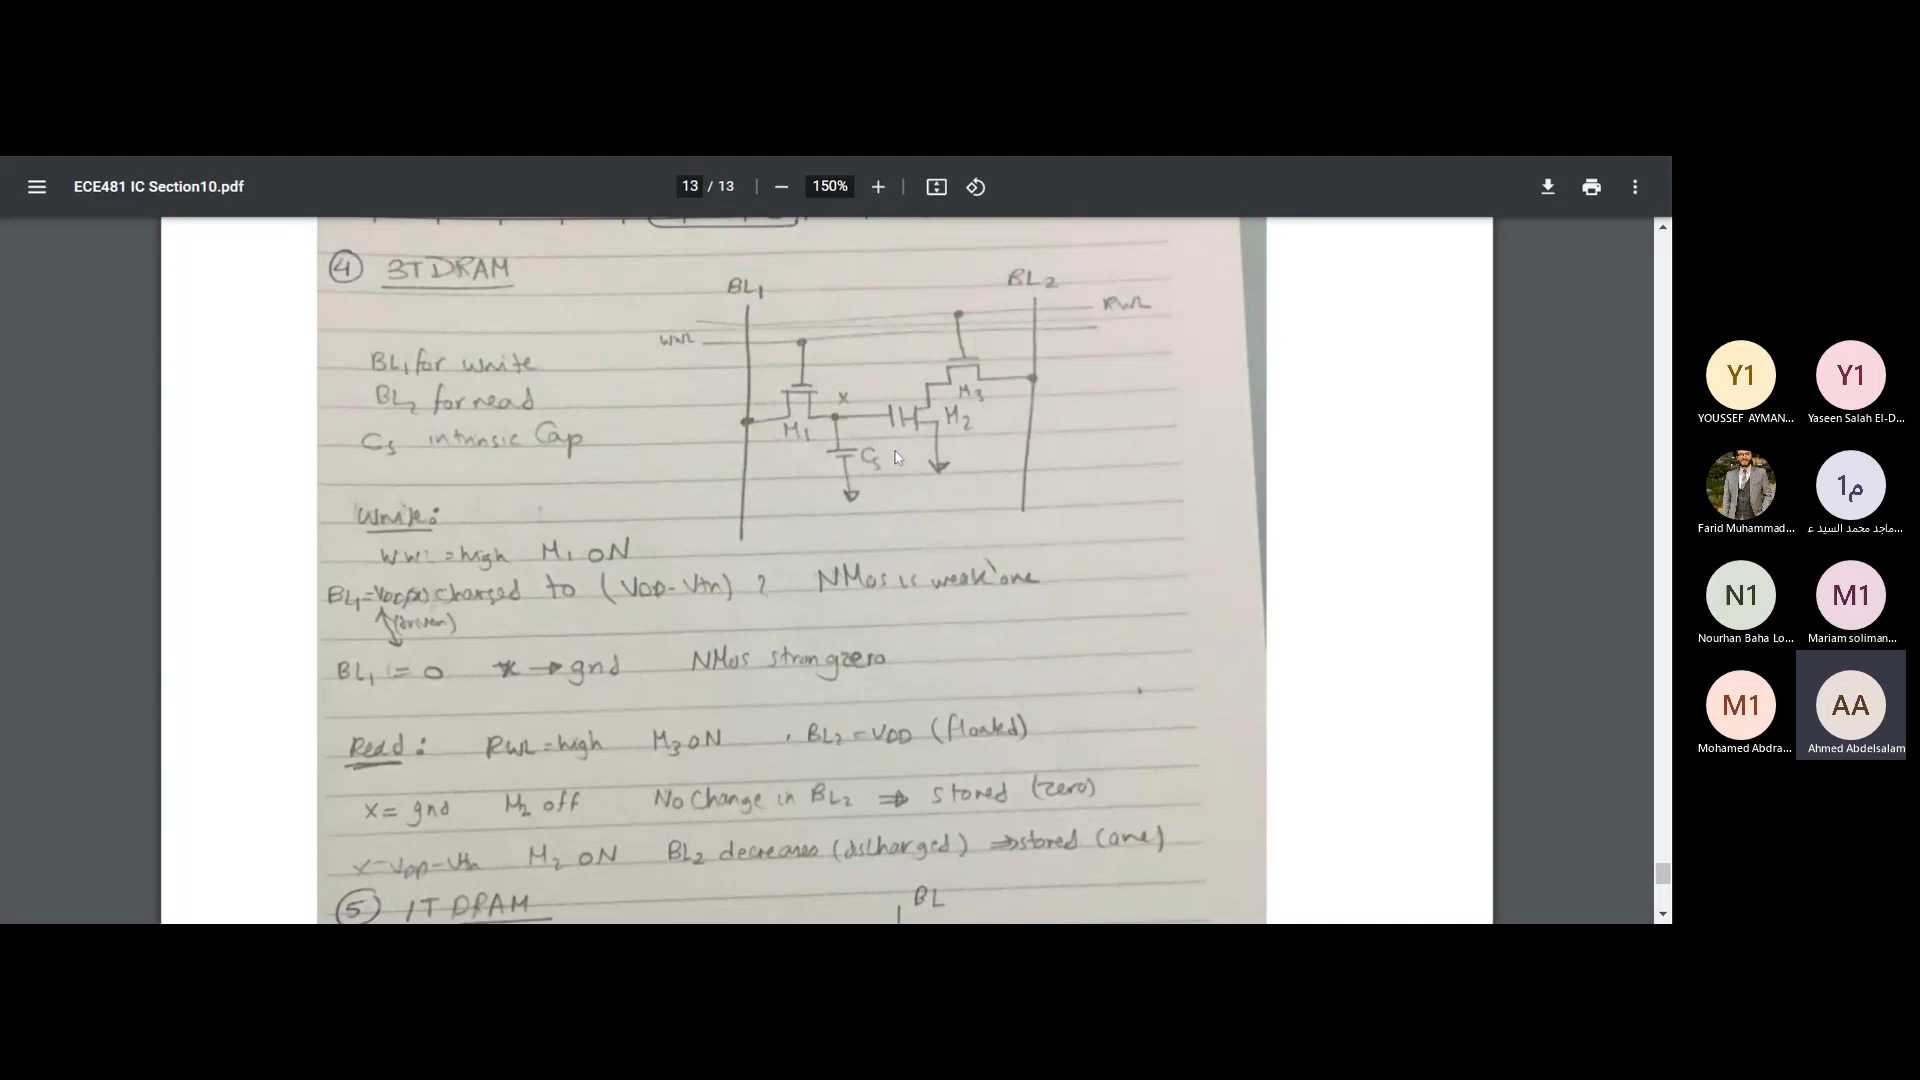 ECE481 IC Section10.pdf
13 / 13
150%
4 3T DRAM
BL1
BL2
RWL
WWL
BL1 for write
BL2 for read
Cs intrinsic Cap
X
M1
M2
M3
Cs
Write:
WWL = high M1 ON
charged to (VDD-Vtn) ? NMos is weak one
(driven)
BL1 = 0 x → gnd NMos strong zero
Read: RWL = high M3 ON , BL2 = VDD (floated)
x = gnd M2 off No Change in BL2 ⇒ stored (zero)
x = VDD-Vtn M2 ON BL2 decreases (discharged) ⇒ stored (one)
5 1T DRAM
BL
Y1
YOUSSEF AYMAN...
Y1
Yaseen Salah El-D...
Farid Muhammad...
م1
ماجد محمد السيد ع...
N1
Nourhan Baha Lo...
M1
Mariam soliman...
M1
Mohamed Abdra...
AA
Ahmed Abdelsalam